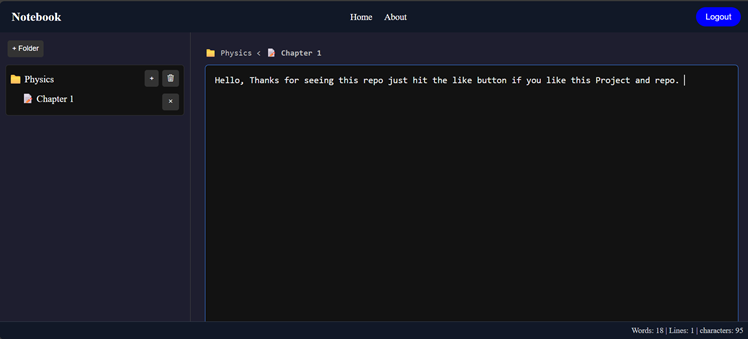 Notebook
Home About
Logout
+ Folder
Physics
+
Chapter 1
×
Physics < Chapter 1
Hello, Thanks for seeing this repo just hit the like button if you like this Project and repo.
Words: 18 | Lines: 1 | characters: 95